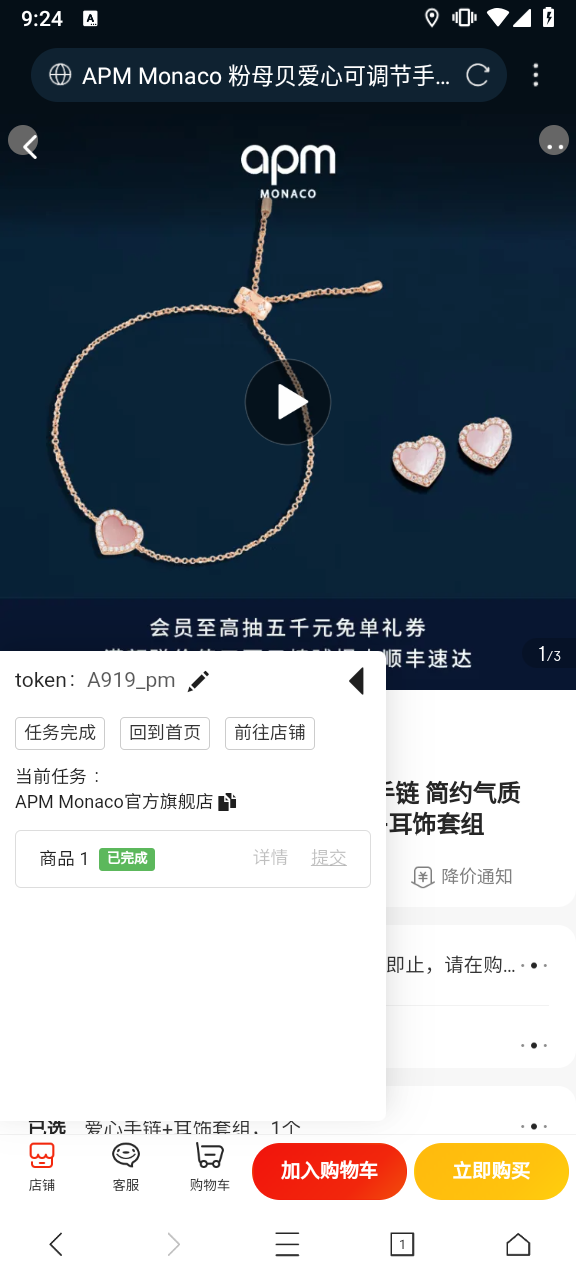 9:24
A
APM Monaco 粉母贝爱心可调节手...
apm
MONACO
会员至高抽五千元免单礼券
顺丰速达
1/3
token: A919_pm
任务完成 回到首页 前往店铺
当前任务：
APM Monaco官方旗舰店
商品 1 已完成 详情 提交
手链 简约气质
耳饰套组
降价通知
即止，请在购...
已选 爱心手链+耳饰套组，1个
店铺 客服 购物车 加入购物车 立即购买
1